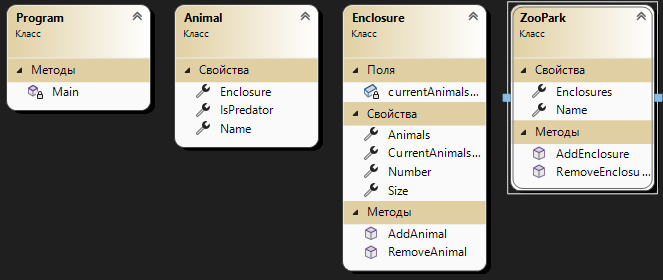 Program
Класс
Методы
Main
Animal
Класс
Свойства
Enclosure
IsPredator
Name
Enclosure
Класс
Поля
currentAnimals...
Свойства
Animals
CurrentAnimals...
Number
Size
Методы
AddAnimal
RemoveAnimal
ZooPark
Класс
Свойства
Enclosures
Name
Методы
AddEnclosure
RemoveEnclosu...